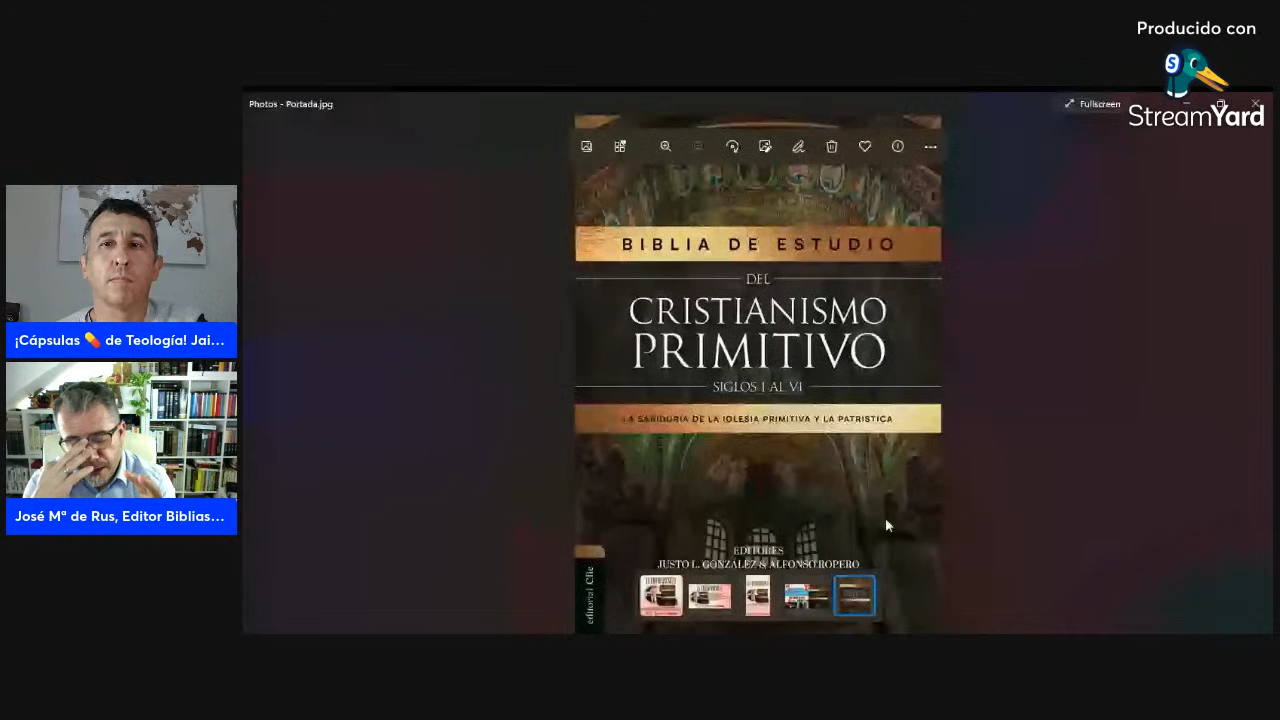 Producido con
StreamYard
Photos - Portada.jpg
Fullscreen
BIBLIA DE ESTUDIO
DEL
CRISTIANISMO
PRIMITIVO
SIGLOS I AL VI
LA SABIDURÍA DE LA IGLESIA PRIMITIVA Y LA PATRÍSTICA
EDITORES
JUSTO L. GONZÁLEZ & ALFONSO ROPERO
editorial Clie
¡Cápsulas 💊 de Teología! Jai...
José Mª de Rus, Editor Biblias...